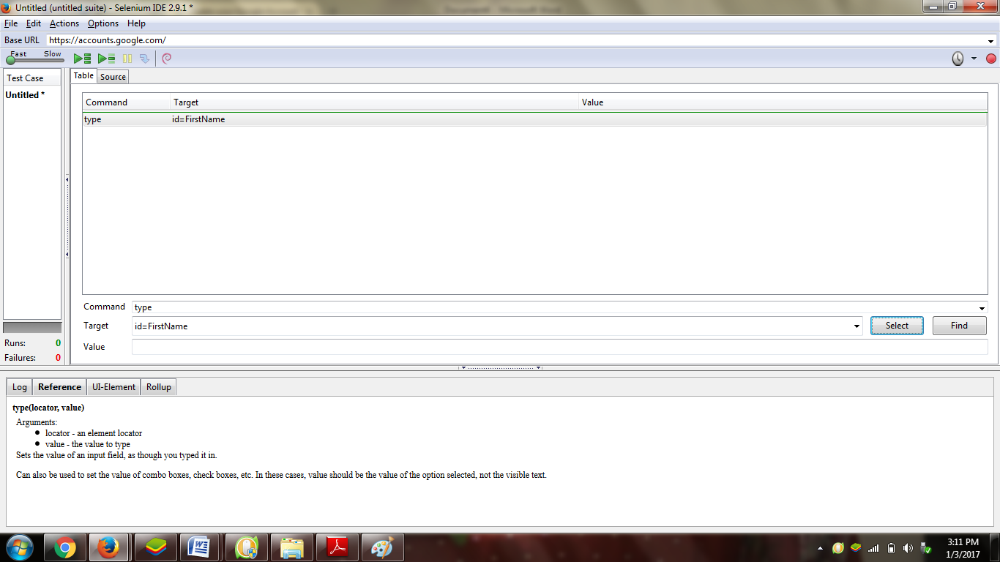 Untitled (untitled suite) - Selenium IDE 2.9.1 *
File Edit Actions Options Help
Base URL https://accounts.google.com/
Fast Slow
Test Case
Table Source
Untitled *
Command Target Value
type id=FirstName
Command type
Target id=FirstName Select Find
Value
Runs: 0
Failures: 0
Log Reference UI-Element Rollup
type(locator, value)
Arguments:
locator - an element locator
value - the value to type
Sets the value of an input field, as though you typed it in.
Can also be used to set the value of combo boxes, check boxes, etc. In these cases, value should be the value of the option selected, not the visible text.
3:11 PM
1/3/2017